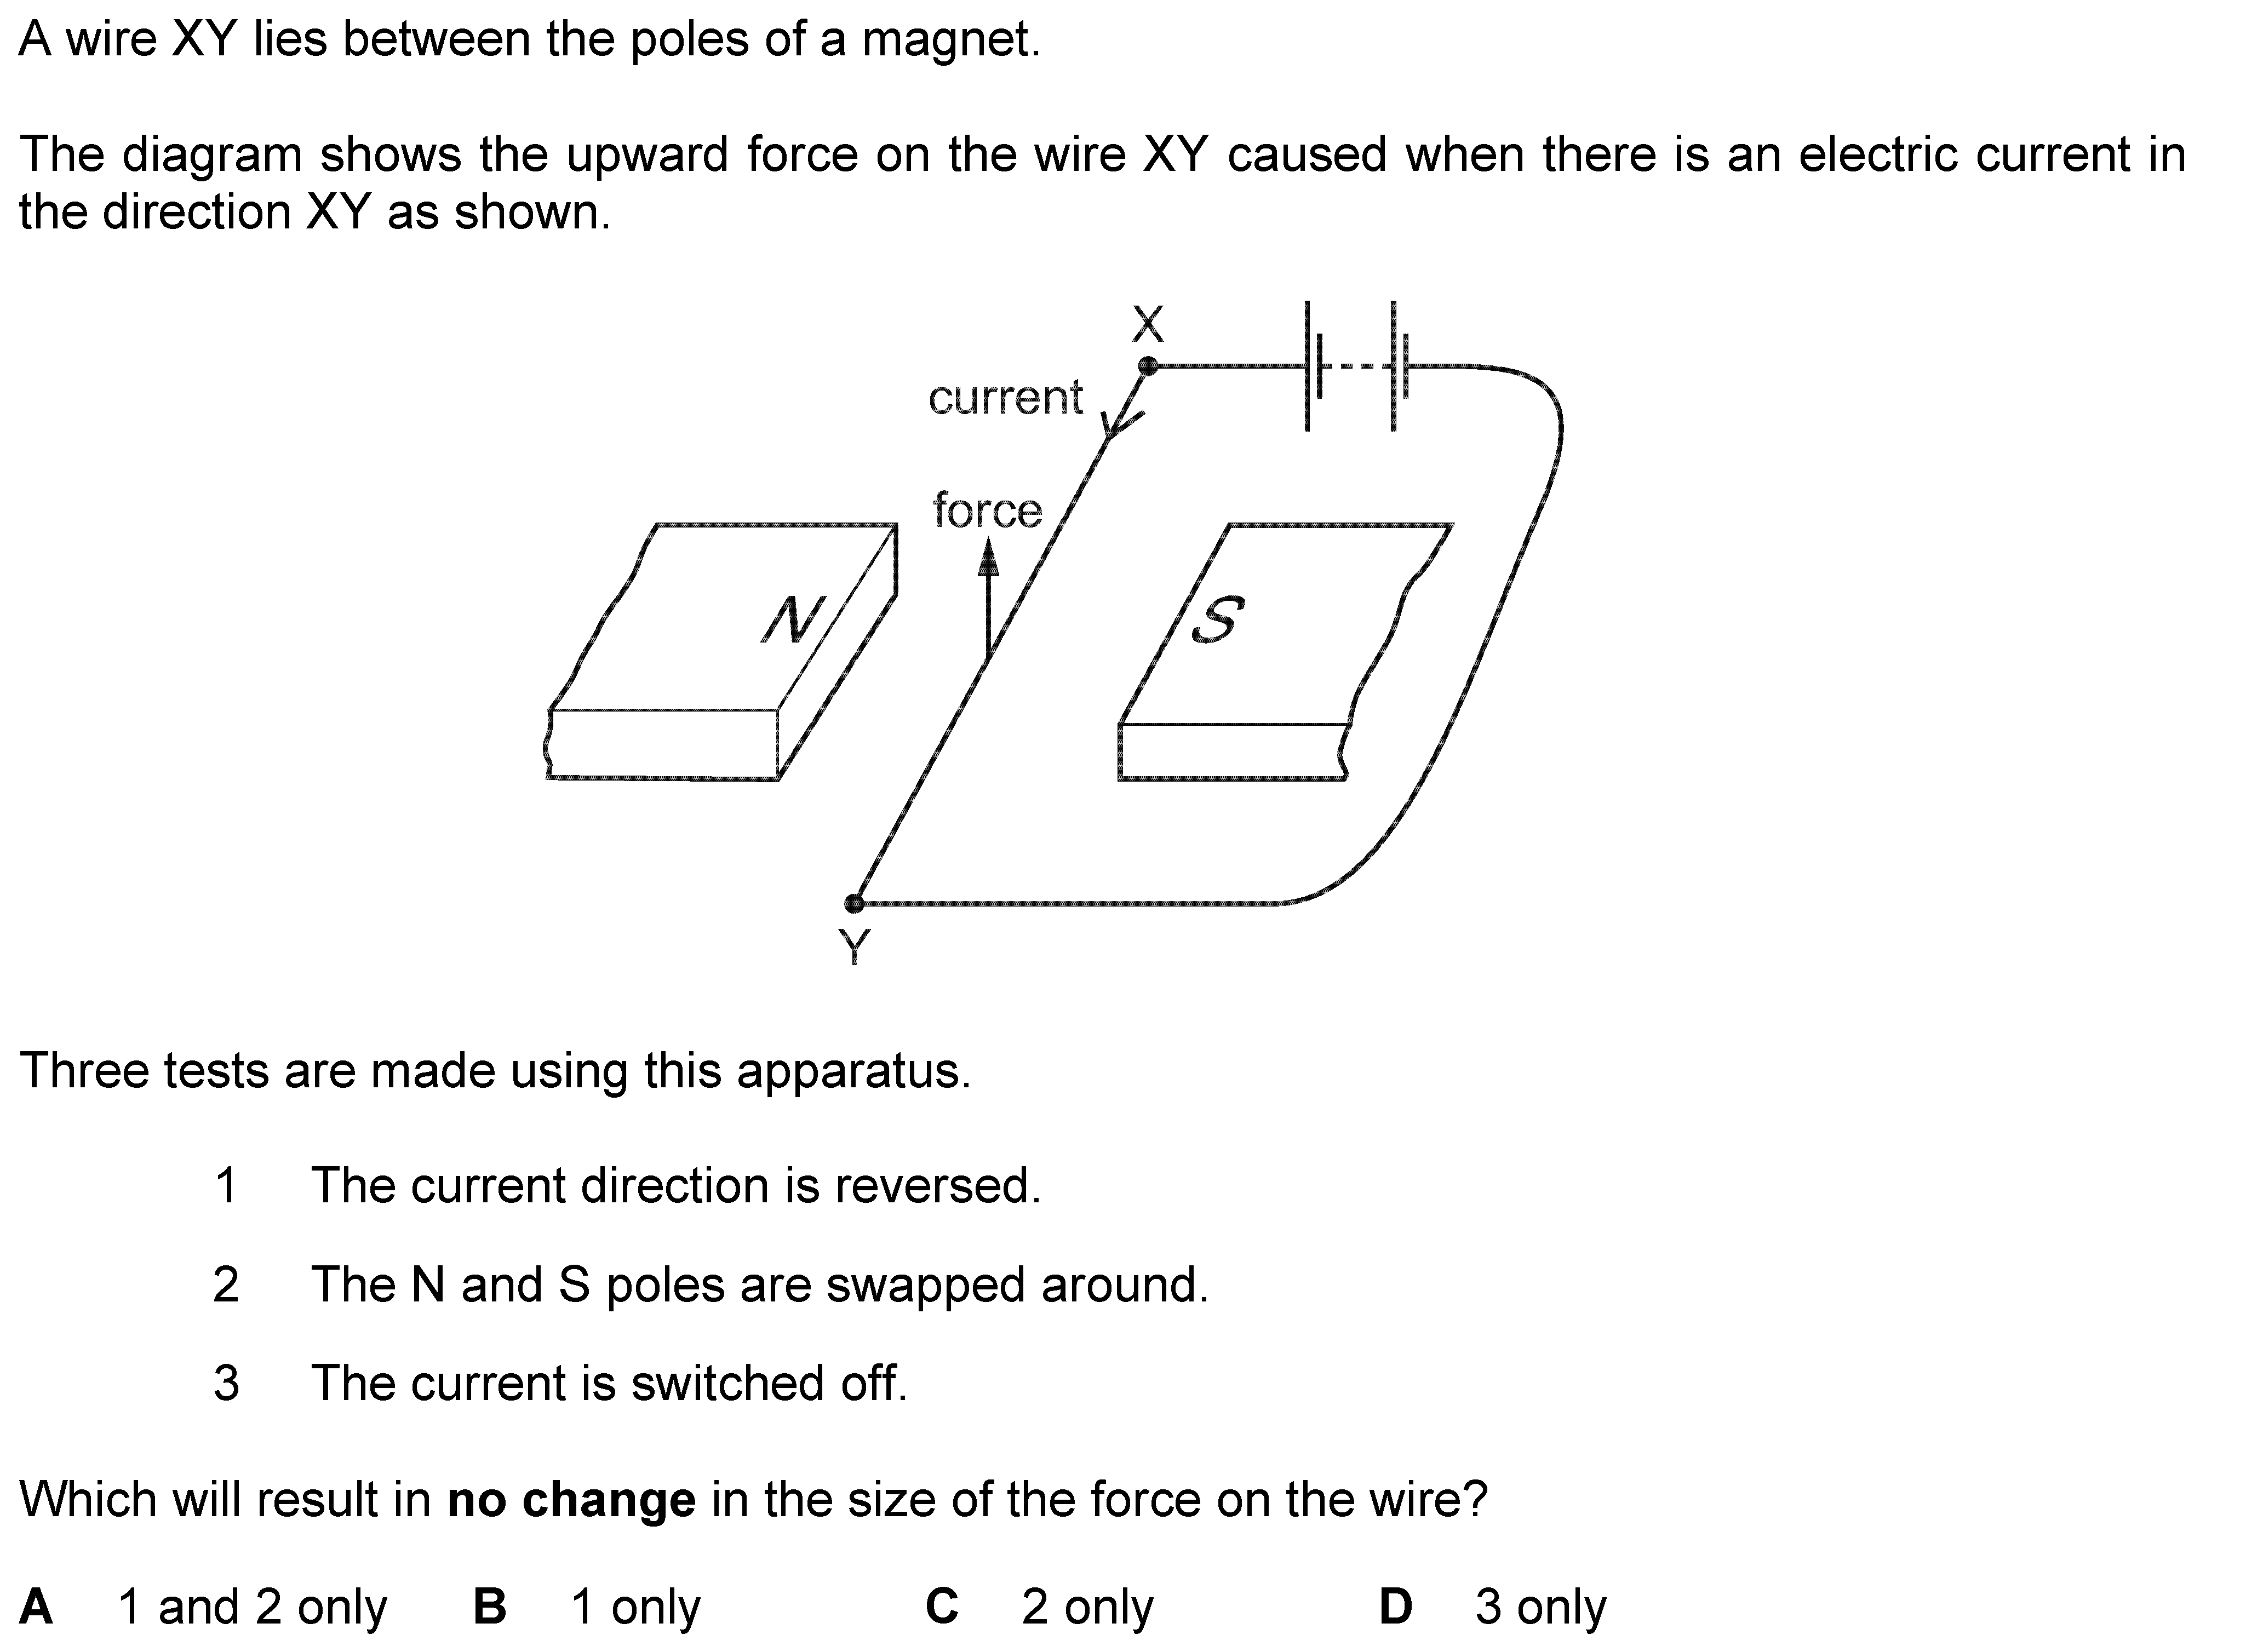 A wire XY lies between the poles of a magnet.
The diagram shows the upward force on the wire XY caused when there is an electric current in
the direction XY as shown.
X
current
force
N
S
Y
Three tests are made using this apparatus.
1 The current direction is reversed.
2 The N and S poles are swapped around.
3 The current is switched off.
Which will result in no change in the size of the force on the wire?
A 1 and 2 only B 1 only C 2 only D 3 only